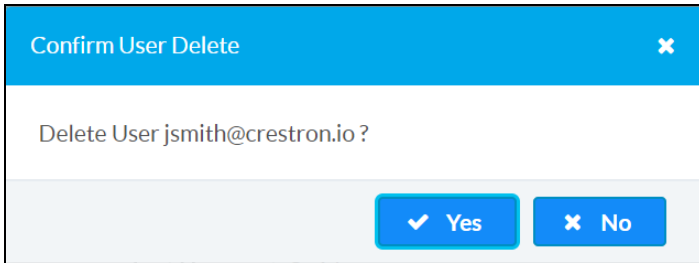 Confirm User Delete
Delete User jsmith@crestron.io ?
Yes No